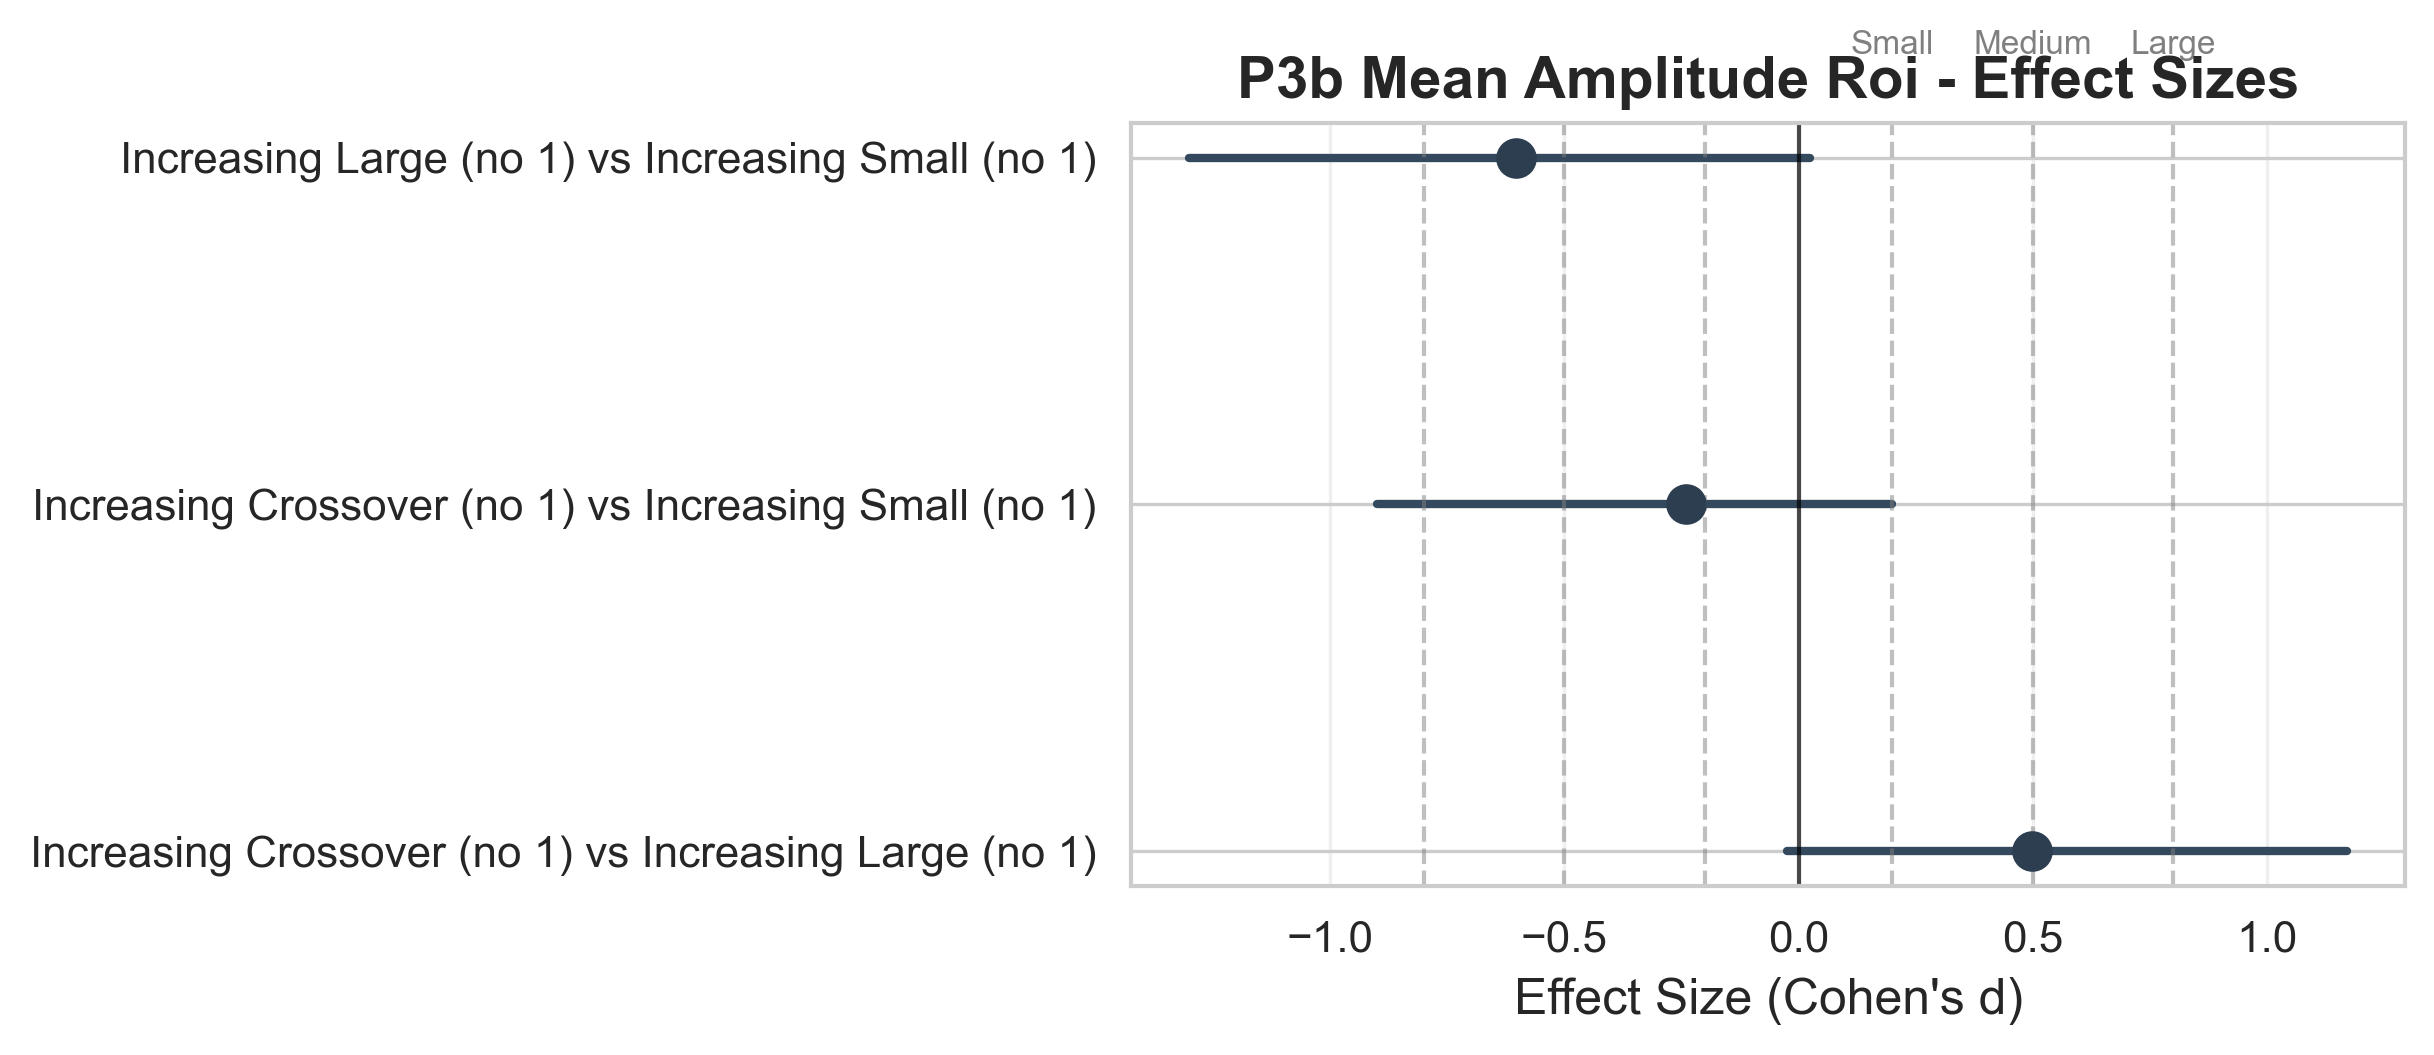 Small Medium Large
P3b Mean Amplitude Roi - Effect Sizes
Increasing Large (no 1) vs Increasing Small (no 1)
Increasing Crossover (no 1) vs Increasing Small (no 1)
Increasing Crossover (no 1) vs Increasing Large (no 1)
−1.0 −0.5 0.0 0.5 1.0
Effect Size (Cohen's d)